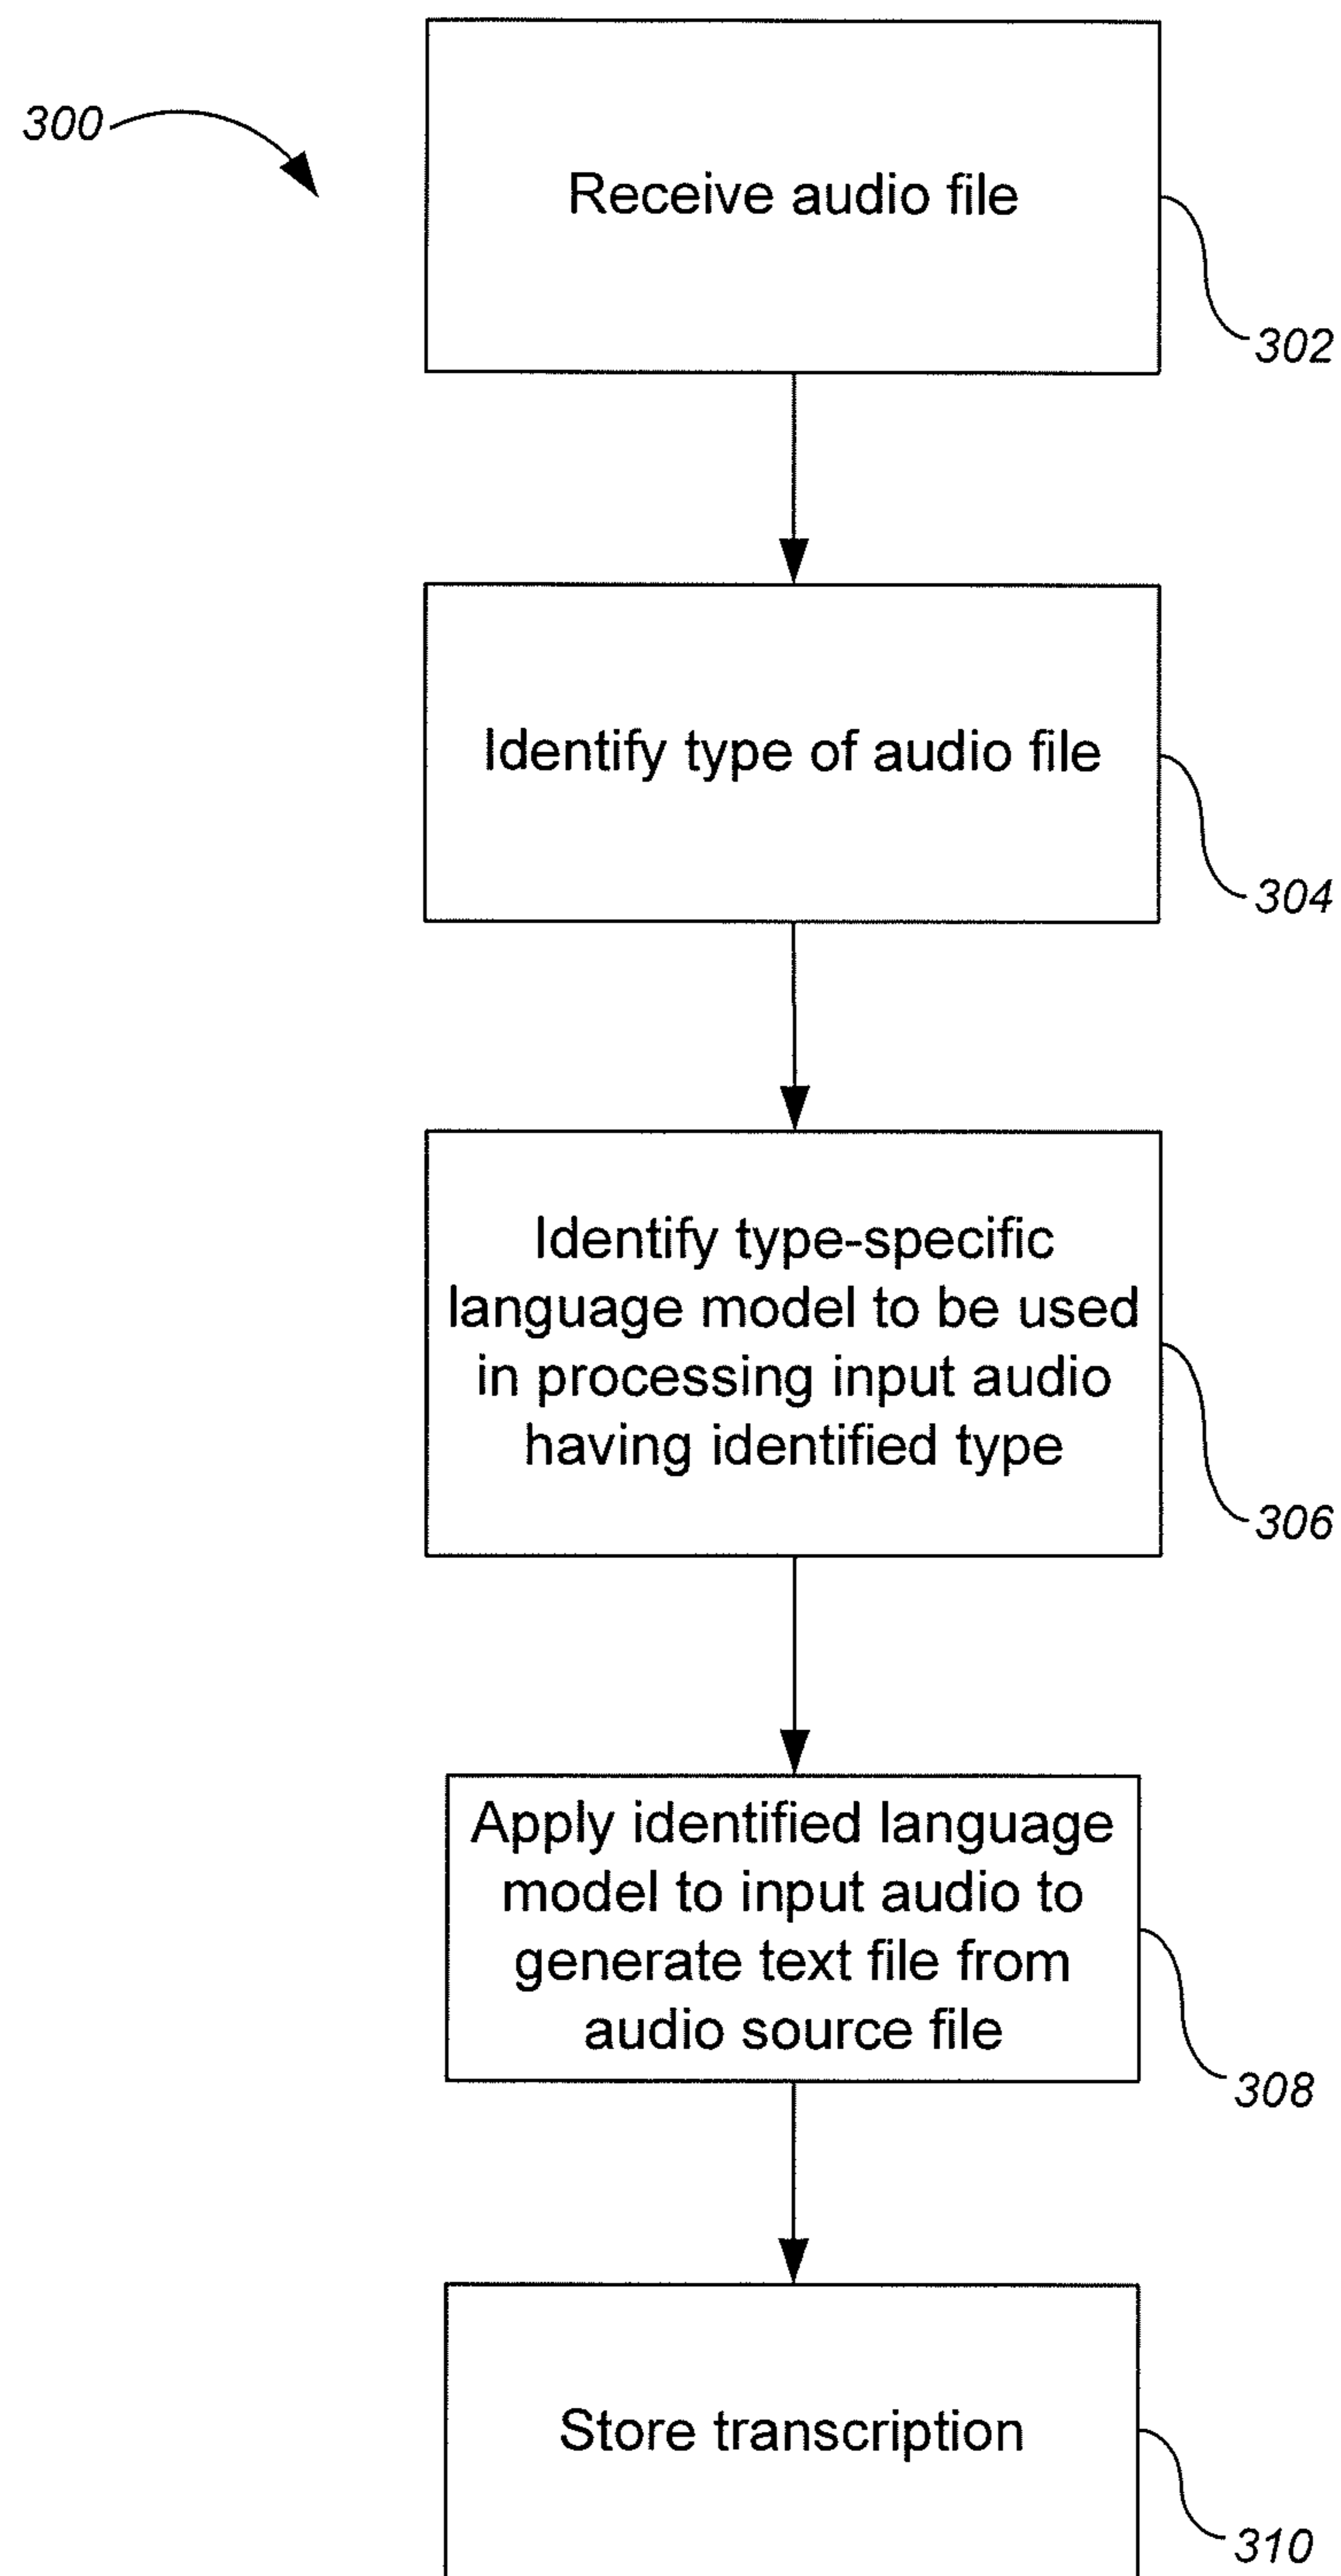 300
Receive audio file
302
Identify type of audio file
304
Identify type-specific
language model to be used
in processing input audio
having identified type
306
Apply identified language
model to input audio to
generate text file from
audio source file
308
Store transcription
310